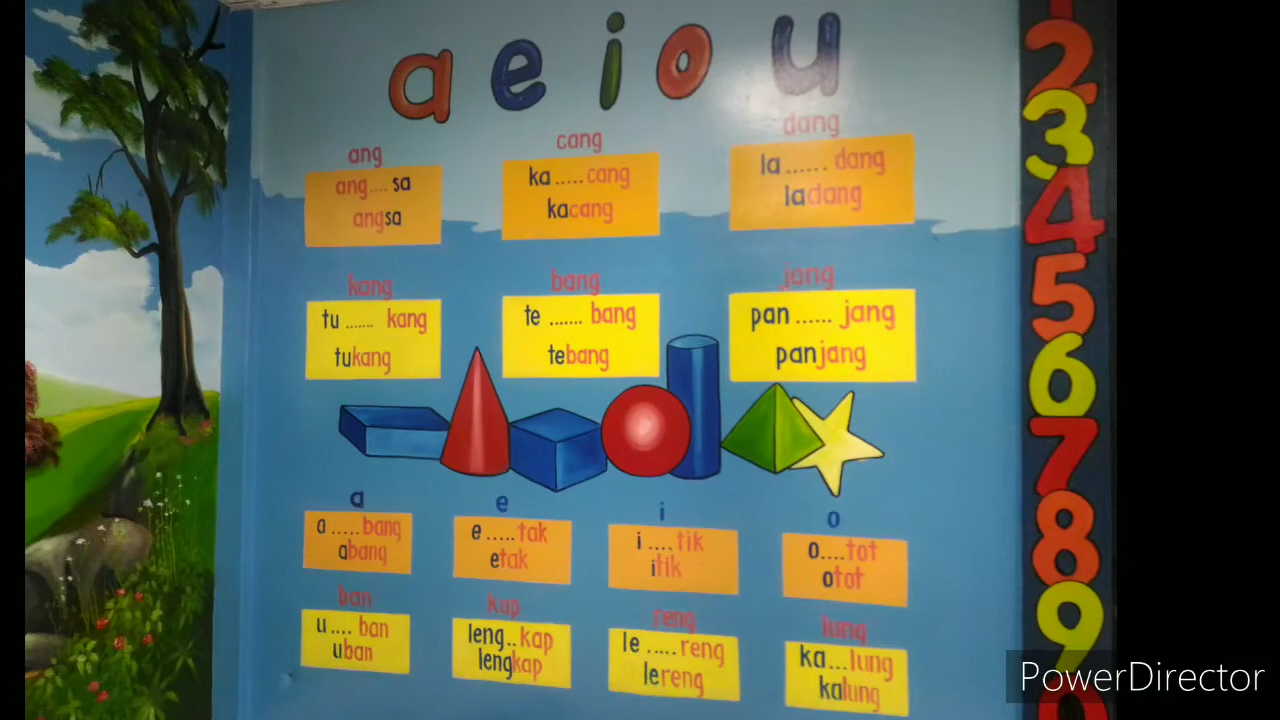 a e i o u
ang
ang.... sa
angsa
cang
ka .....cang
kacang
dang
la ...... dang
ladang
kang
tu ....... kang
tukang
bang
te ....... bang
tebang
jang
pan ...... jang
panjang
a
a .....bang
abang
e
e .....tak
etak
i
i ....tik
itik
o
o....tot
otot
ban
u .... ban
uban
kap
leng..kap
lengkap
reng
le .....reng
lereng
lung
ka...lung
kalung
2
3
4
5
6
7
8
9
PowerDirector